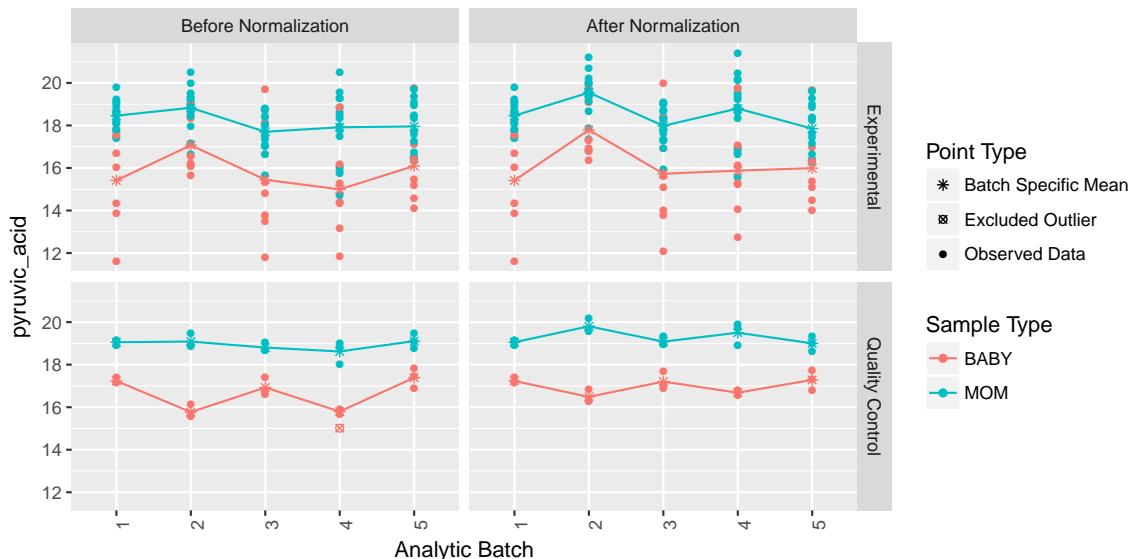 Before Normalization
After Normalization
20
18
16
14
12
Experimental
20
18
16
14
12
Quality Control
pyruvic_acid
1
2
3
4
5
1
2
3
4
5
Analytic Batch
Point Type
Batch Specific Mean
Excluded Outlier
Observed Data
Sample Type
BABY
MOM